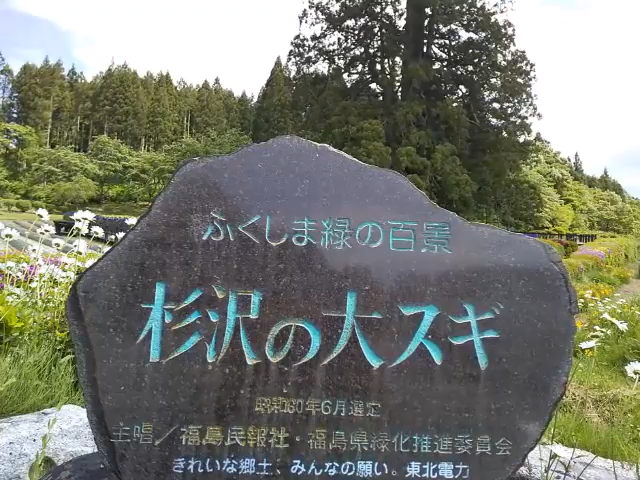 ふくしま緑の百景
杉沢の大スギ
昭和60年6月選定
主唱／福島民報社・福島県緑化推進委員会
きれいな郷土、みんなの願い。東北電力